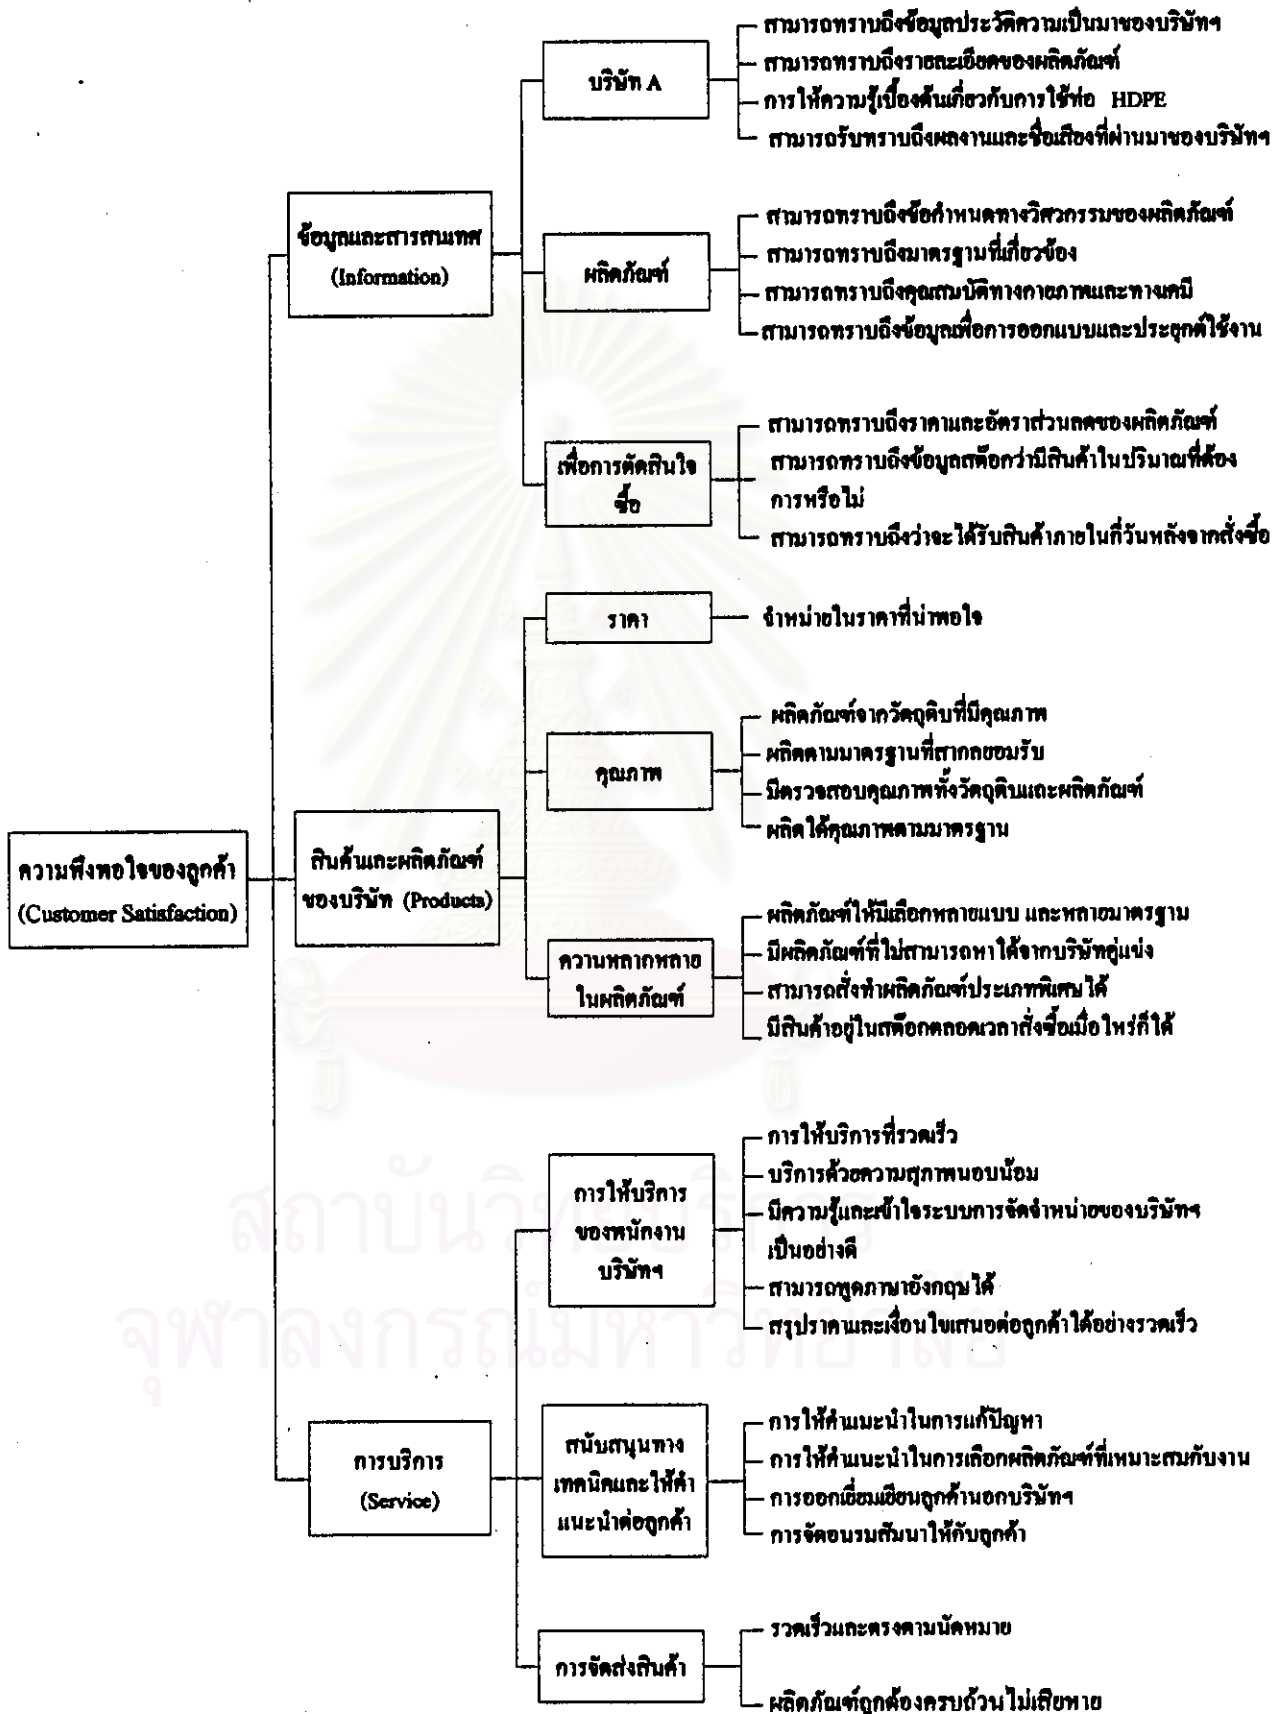 ความพึงพอใจของลูกค้า
(Customer Satisfaction)
ข้อมูลและสารสนเทศ
(Information)
บริษัท A
สามารถทราบถึงข้อมูลประวัติความเป็นมาของบริษัทฯ
สามารถทราบถึงรายละเอียดของผลิตภัณฑ์
การให้ความรู้เบื้องต้นเกี่ยวกับการใช้ท่อ HDPE
สามารถรับทราบถึงผลงานและชื่อเสียงที่ผ่านมาของบริษัทฯ
ผลิตภัณฑ์
สามารถทราบถึงข้อกำหนดทางวิศวกรรมของผลิตภัณฑ์
สามารถทราบถึงมาตรฐานที่เกี่ยวข้อง
สามารถทราบถึงคุณสมบัติทางกายภาพและทางเคมี
สามารถทราบถึงข้อมูลเพื่อการออกแบบและประยุกต์ใช้งาน
เพื่อการตัดสินใจ
ซื้อ
สามารถทราบถึงราคาและอัตราส่วนลดของผลิตภัณฑ์
สามารถทราบถึงข้อมูลสต๊อกว่ามีสินค้าในปริมาณที่ต้อง
การหรือไม่
สามารถทราบถึงว่าจะได้รับสินค้าภายในกี่วันหลังจากสั่งซื้อ
สินค้าและผลิตภัณฑ์
ของบริษัท (Products)
ราคา
จำหน่ายในราคาที่น่าพอใจ
คุณภาพ
ผลิตภัณฑ์จากวัตถุดิบที่มีคุณภาพ
ผลิตตามมาตรฐานที่สากลยอมรับ
มีตรวจสอบคุณภาพทั้งวัตถุดิบและผลิตภัณฑ์
ผลิตได้คุณภาพตามมาตรฐาน
ความหลากหลาย
ในผลิตภัณฑ์
ผลิตภัณฑ์ให้มีเลือกหลายแบบ และหลายมาตรฐาน
มีผลิตภัณฑ์ที่ไม่สามารถหาได้จากบริษัทคู่แข่ง
สามารถสั่งทำผลิตภัณฑ์ประเภทพิเศษได้
มีสินค้าอยู่ในสต๊อกตลอดเวลาสั่งซื้อเมื่อไหร่ก็ได้
การบริการ
(Service)
การให้บริการ
ของพนักงาน
บริษัทฯ
การให้บริการที่รวดเร็ว
บริการด้วยความสุภาพนอบน้อม
มีความรู้และเข้าใจระบบการจัดจำหน่ายของบริษัทฯ
เป็นอย่างดี
สามารถพูดภาษาอังกฤษได้
สรุปราคาและเงื่อนไขเสนอต่อลูกค้าได้อย่างรวดเร็ว
สนับสนุนทาง
เทคนิคและให้คำ
แนะนำต่อลูกค้า
การให้คำแนะนำในการแก้ปัญหา
การให้คำแนะนำในการเลือกผลิตภัณฑ์ที่เหมาะสมกับงาน
การออกเยี่ยมเยียนลูกค้านอกบริษัทฯ
การจัดอบรมสัมนาให้กับลูกค้า
การจัดส่งสินค้า
รวดเร็วและตรงตามนัดหมาย
ผลิตภัณฑ์ถูกต้องครบถ้วน ไม่เสียหาย
สถาบันวิทยบริการ
จุฬาลงกรณ์มหาวิทยาลัย